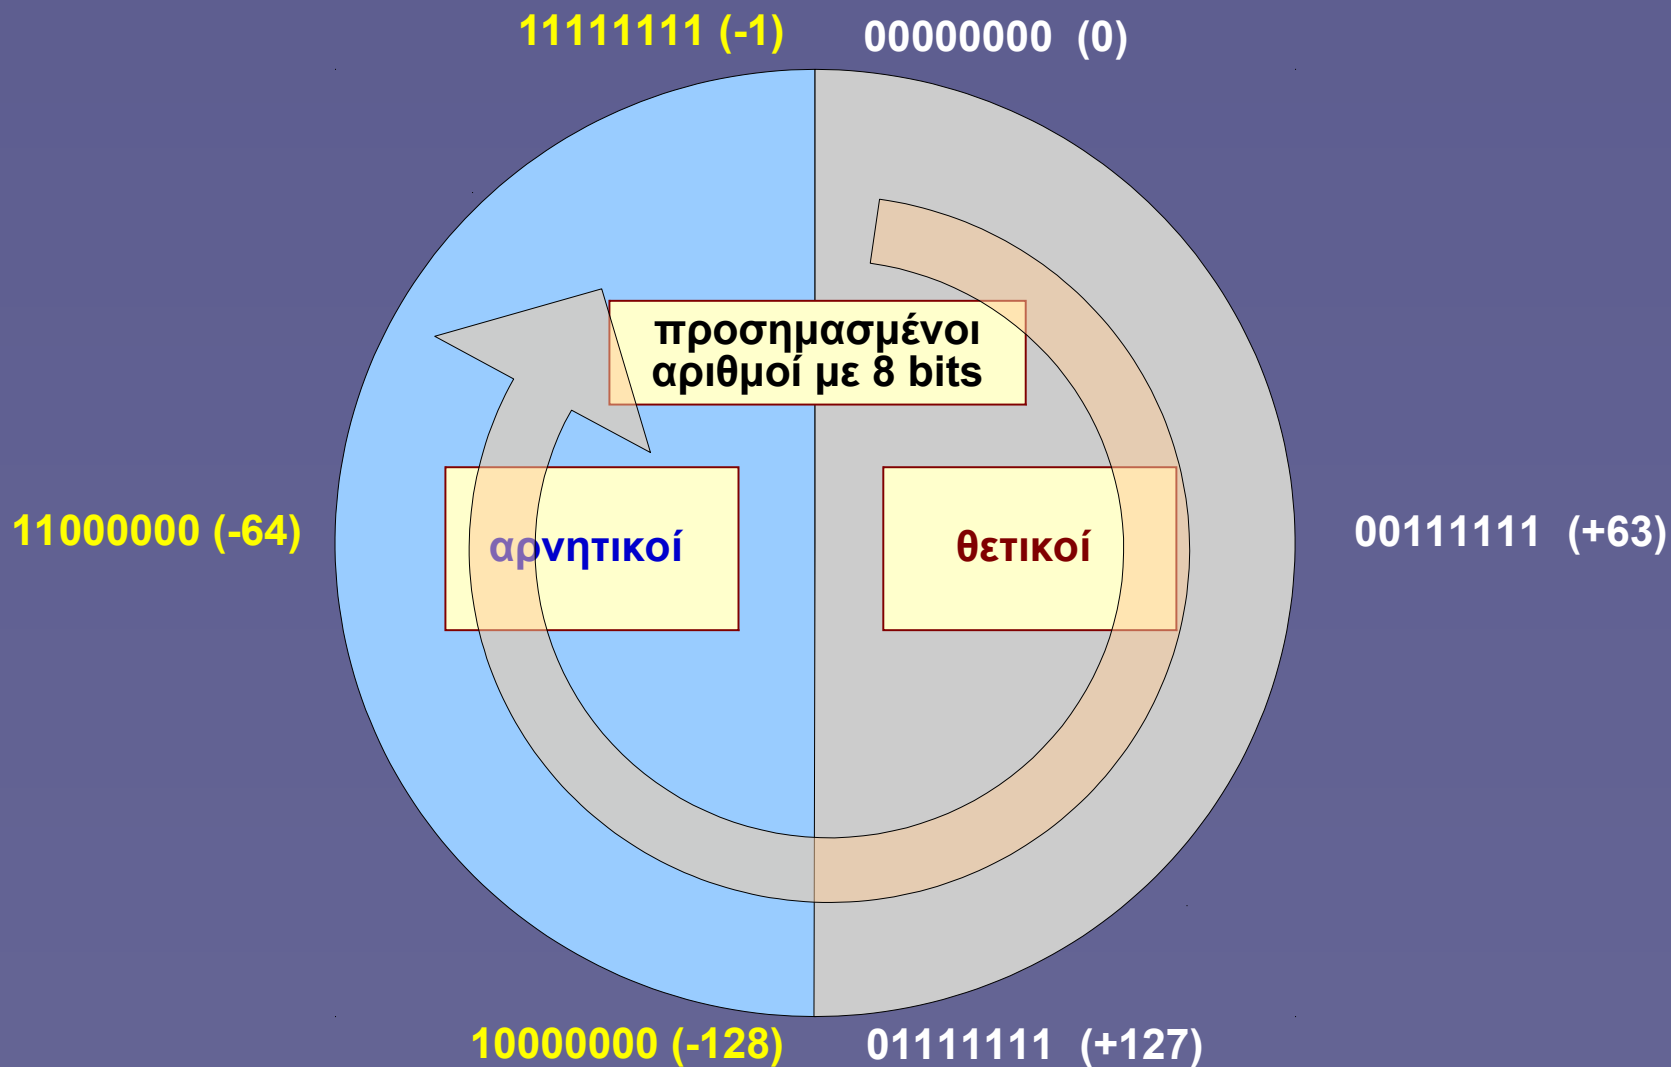 11111111 (-1)
00000000 (0)
προσημασμένοι
αριθμοί με 8 bits
11000000 (-64)
αρνητικοί
θετικοί
00111111 (+63)
10000000 (-128)
01111111 (+127)